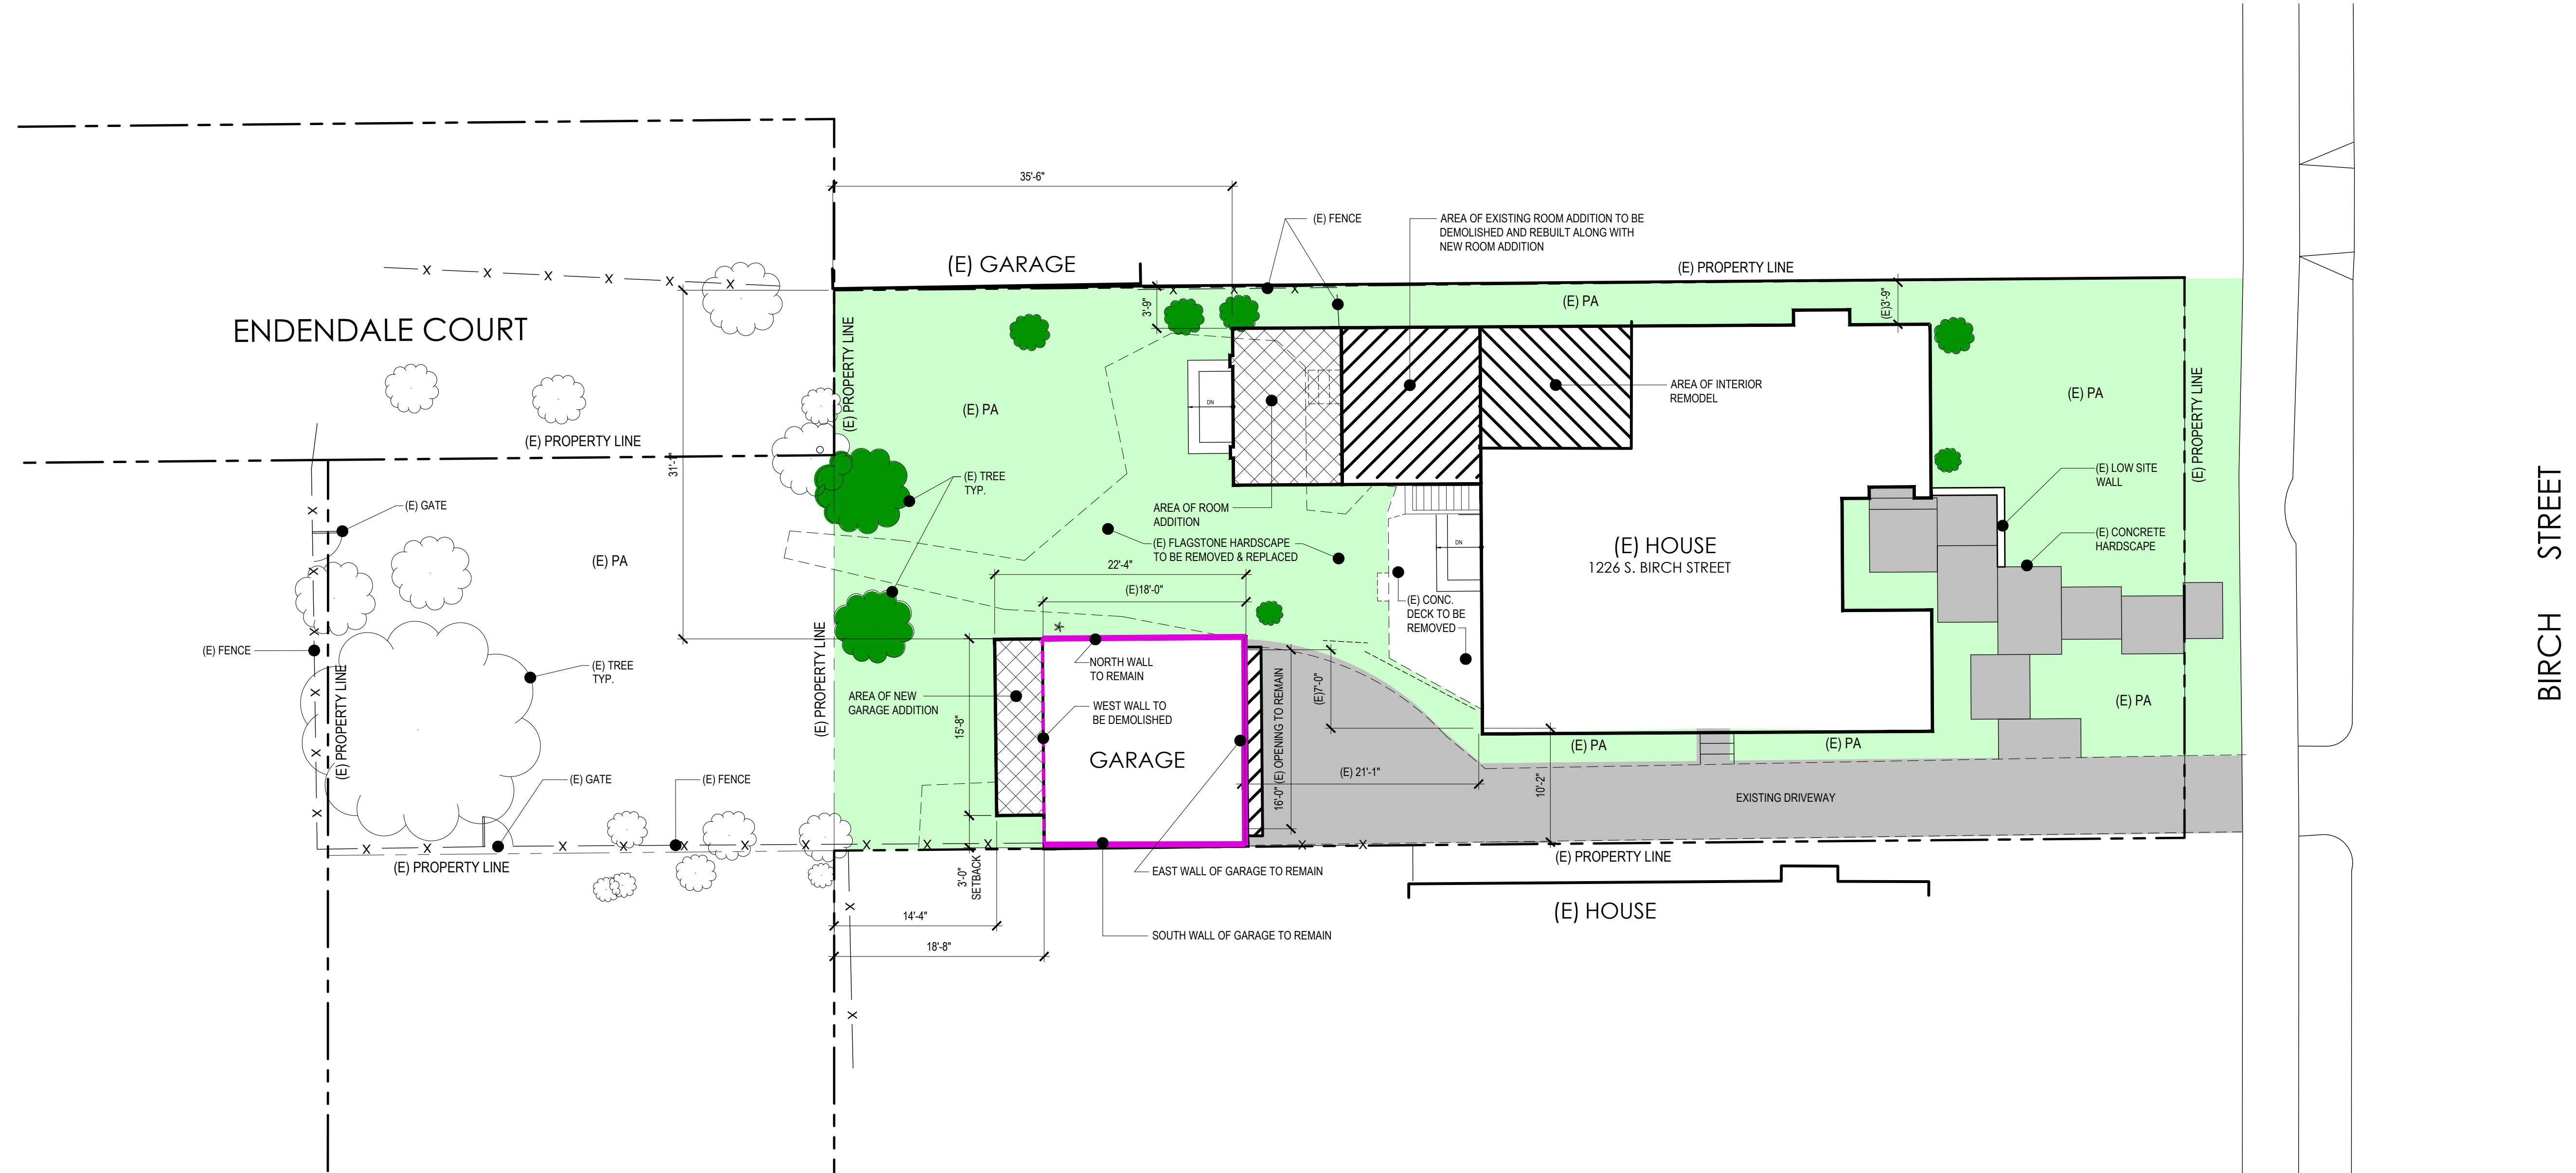 35'-6"
(E) FENCE
AREA OF EXISTING ROOM ADDITION TO BE
DEMOLISHED AND REBUILT ALONG WITH
NEW ROOM ADDITION
(E) GARAGE
(E) PROPERTY LINE
3'-9"
(E) PA
(E)3'-9"
ENDENDALE COURT
(E) PROPERTY LINE
(E) PA
DN
AREA OF INTERIOR
REMODEL
(E) PA
(E) PROPERTY LINE
(E) PROPERTY LINE
31'-1"
(E) TREE
TYP.
(E) LOW SITE
WALL
(E) GATE
AREA OF ROOM
ADDITION
(E) FLAGSTONE HARDSCAPE
TO BE REMOVED & REPLACED
DN
(E) HOUSE
1226 S. BIRCH STREET
(E) CONCRETE
HARDSCAPE
BIRCH STREET
(E) PA
22'-4"
(E)18'-0"
(E) CONC.
DECK TO BE
REMOVED
*
(E) FENCE
(E) TREE
TYP.
(E) PROPERTY LINE
(E) PROPERTY LINE
NORTH WALL
TO REMAIN
AREA OF NEW
GARAGE ADDITION
WEST WALL TO
BE DEMOLISHED
15'-8"
GARAGE
16'-0" (E) OPENING TO REMAIN
(E)7'-0"
(E) PA
(E) PA
(E) PA
(E) GATE
(E) FENCE
(E) 21'-1"
10'-2"
EXISTING DRIVEWAY
(E) PROPERTY LINE
3'-0"
SETBACK
EAST WALL OF GARAGE TO REMAIN
(E) PROPERTY LINE
14'-4"
(E) HOUSE
18'-8"
SOUTH WALL OF GARAGE TO REMAIN